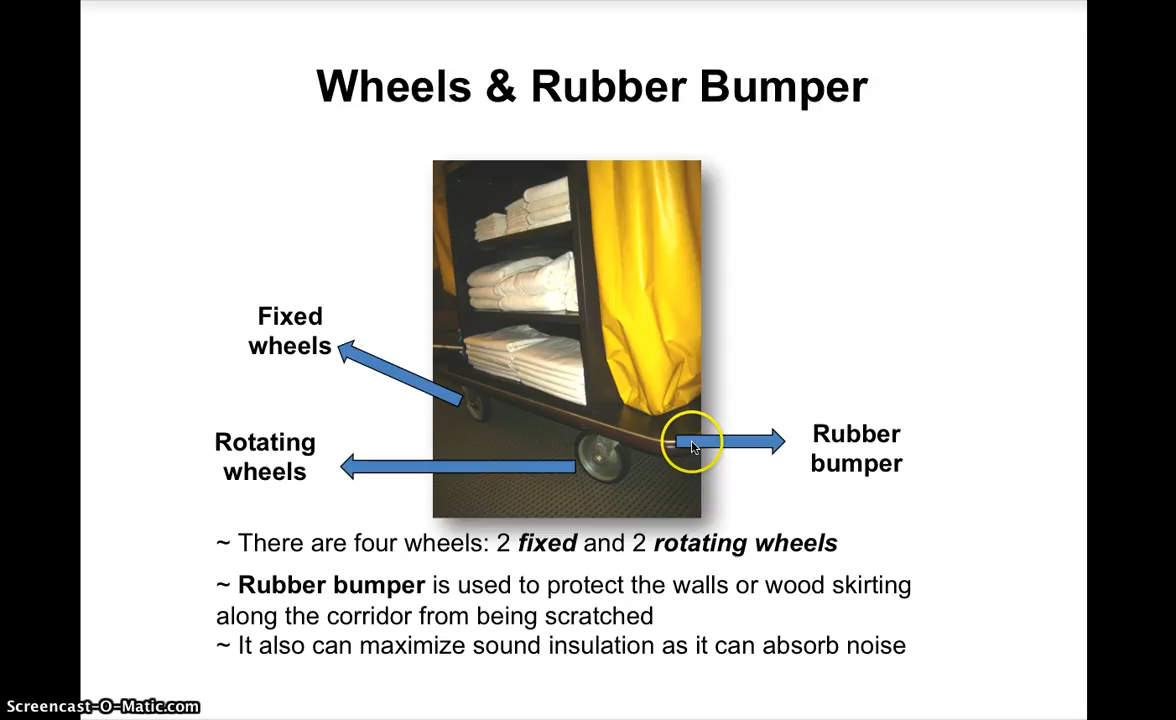 Wheels & Rubber Bumper
Fixed
wheels
Rotating
wheels
Rubber
bumper
~ There are four wheels: 2 fixed and 2 rotating wheels
~ Rubber bumper is used to protect the walls or wood skirting
along the corridor from being scratched
~ It also can maximize sound insulation as it can absorb noise
Screencast-O-Matic.com